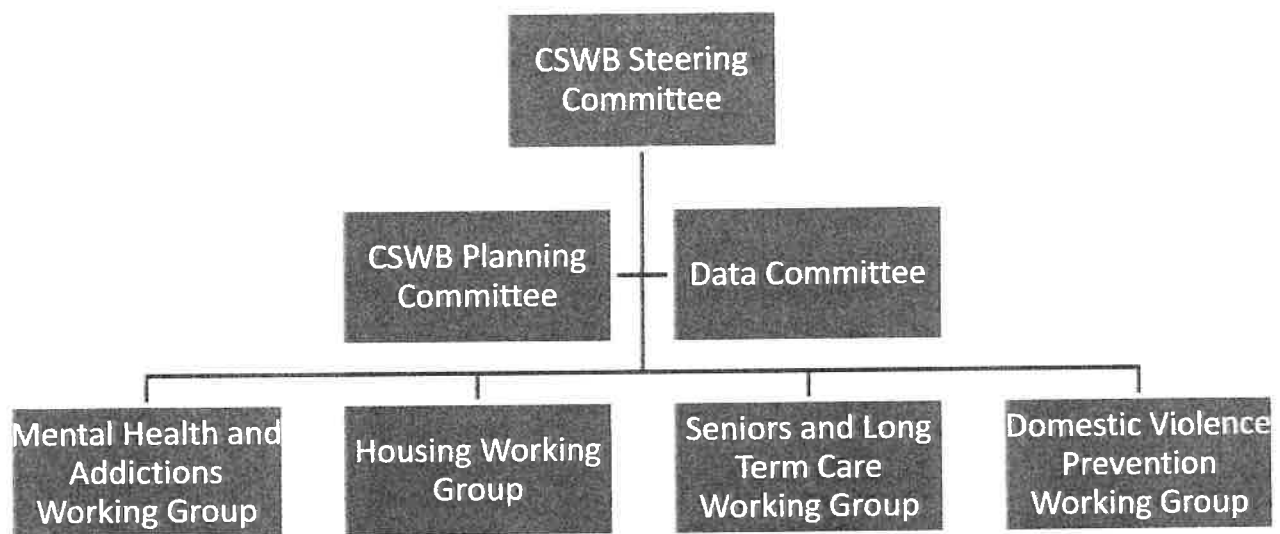 CSWB Steering
Committee
CSWB Planning
Committee
Data Committee
Mental Health and
Addictions
Working Group
Housing Working
Group
Seniors and Long
Term Care
Working Group
Domestic Violence
Prevention
Working Group